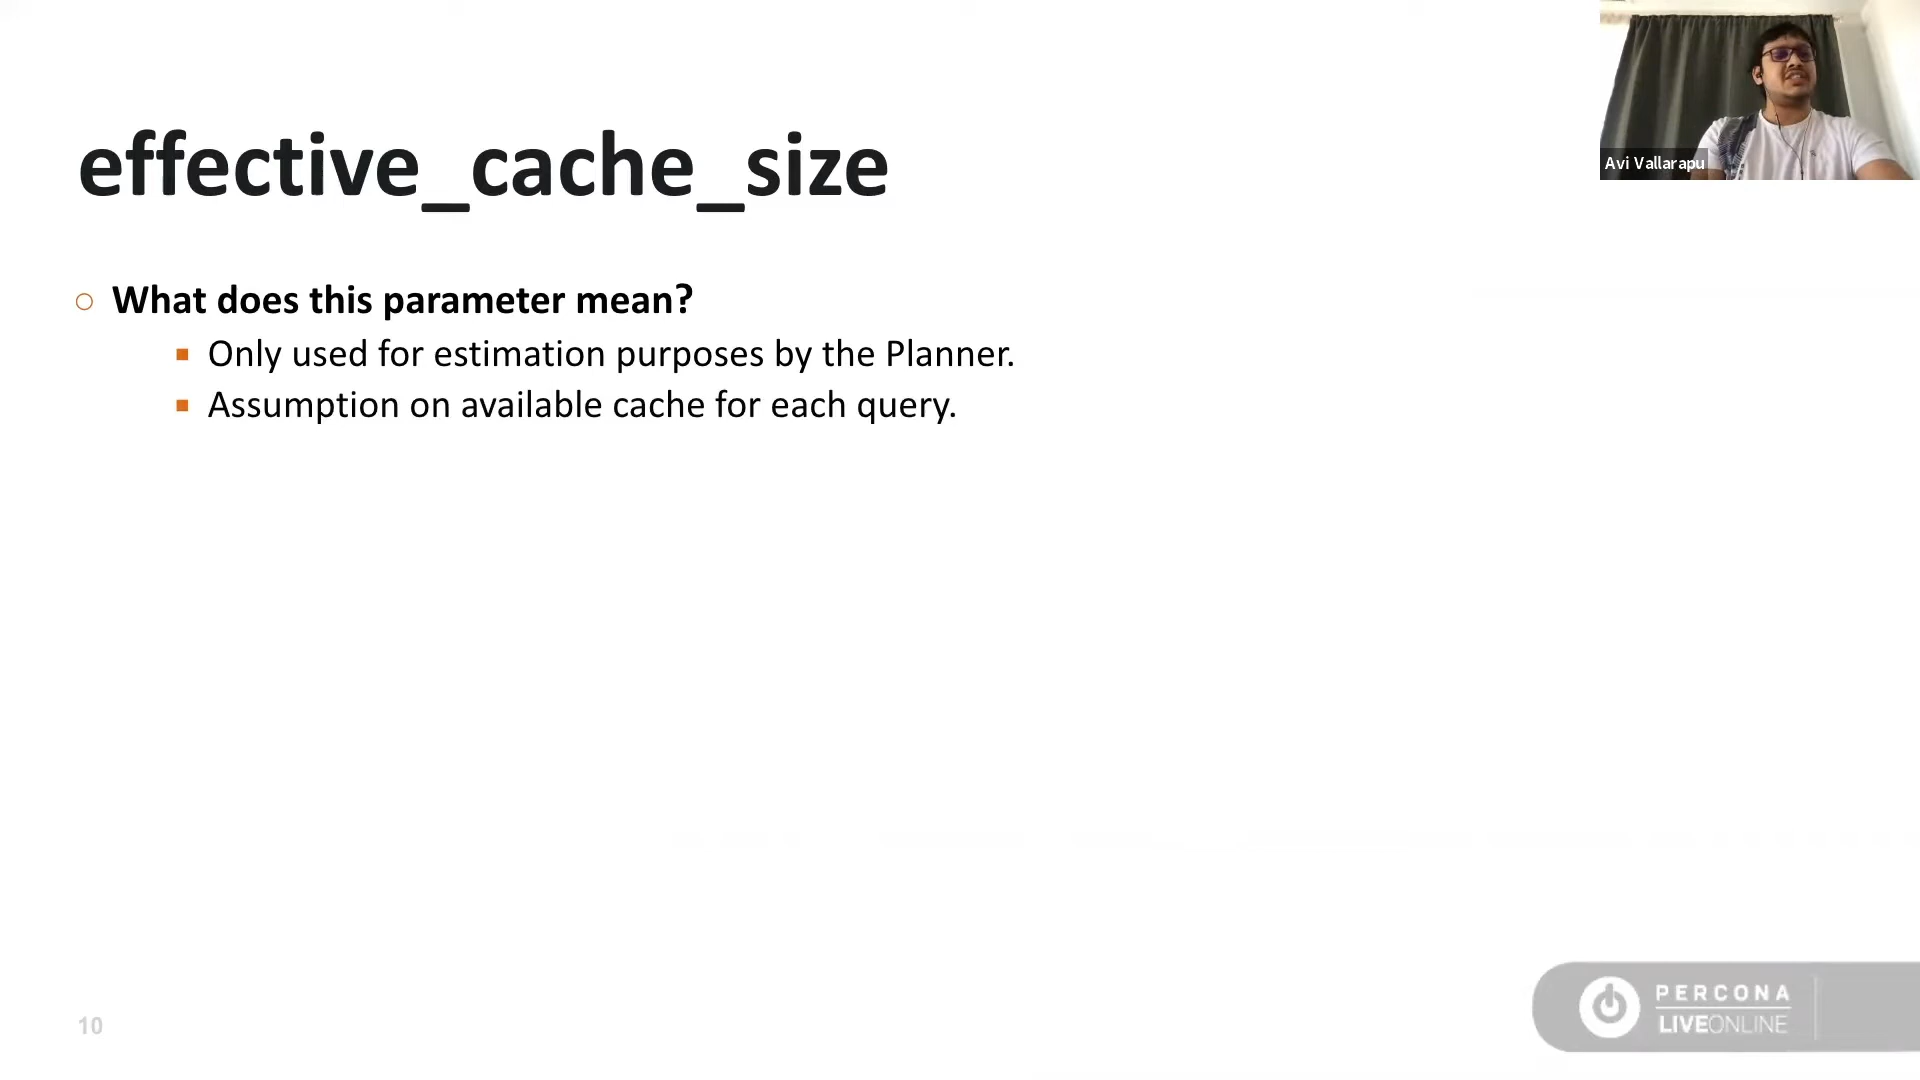 effective_cache_size
Avi Vallarapu
What does this parameter mean?
Only used for estimation purposes by the Planner.
Assumption on available cache for each query.
10
PERCONA
LIVEONLINE